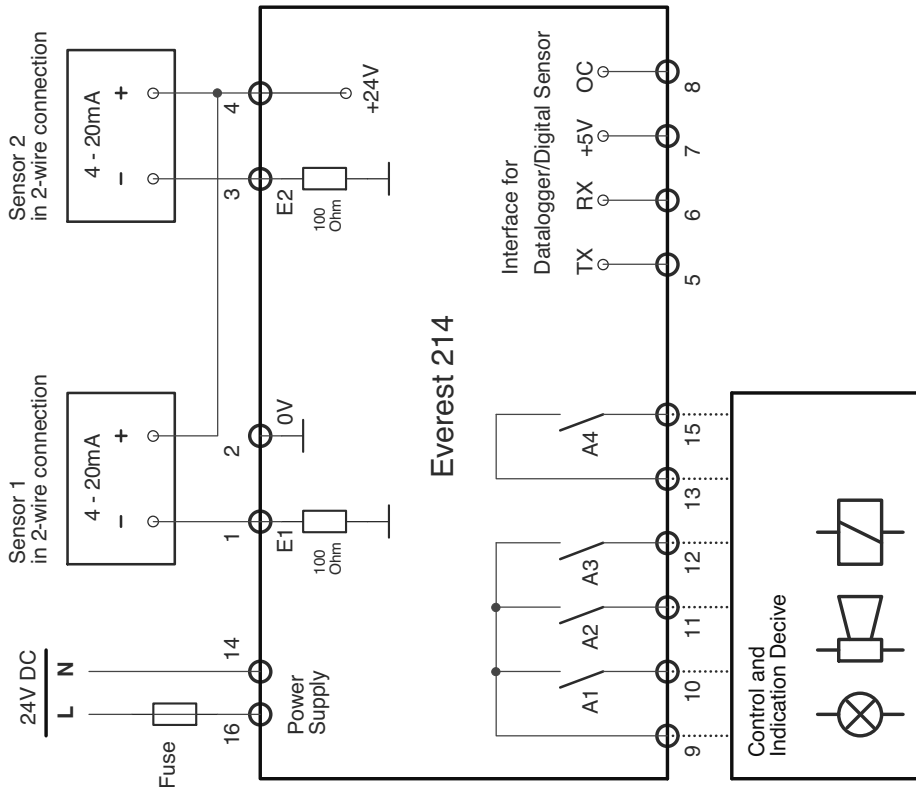 24V DC
L
N
Fuse
16
14
Power
Supply
Sensor 1
in 2-wire connection
4 - 20mA
−
+
1
2
E1
0V
100
Ohm
Sensor 2
in 2-wire connection
4 - 20mA
−
+
3
4
E2
100
Ohm
+24V
Everest 214
Interface for
Datalogger/Digital Sensor
TX
RX
+5V
OC
5
6
7
8
A1
A2
A3
A4
9
10
11
12
13
15
Control and
Indication Decive